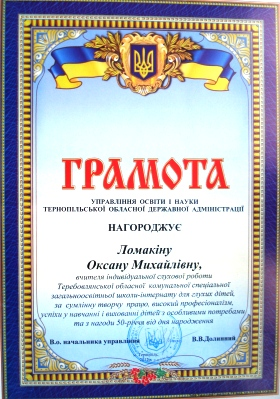 ГРАМОТА
УПРАВЛІННЯ ОСВІТИ І НАУКИ
ТЕРНОПІЛЬСЬКОЇ ОБЛАСНОЇ ДЕРЖАВНОЇ АДМІНІСТРАЦІЇ
НАГОРОДЖУЄ
Ломакіну
Оксану Михайлівну,
вчителя індивідуальної слухової роботи
Теребовлянської обласної комунальної спеціальної
загальноосвітньої школи-інтернату для глухих дітей,
за сумлінну творчу працю, високий професіоналізм,
успіхи у навчанні і вихованні дітей з особливими потребами
та з нагоди 50-річчя від дня народження
В.о. начальника управління В.В.Долинний